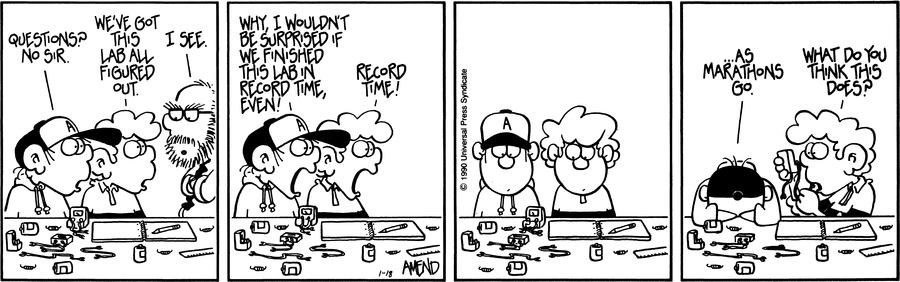 QUESTIONS?
NO SIR.
WE'VE GOT
THIS
LAB ALL
FIGURED
OUT.
I SEE.
A
WHY, I WOULDN'T
BE SURPRISED IF
WE FINISHED
THIS LAB IN
RECORD TIME,
EVEN!
RECORD
TIME!
A
1-18
AMEND
© 1990 Universal Press Syndicate
A
...AS
MARATHONS
GO.
WHAT DO YOU
THINK THIS
DOES?